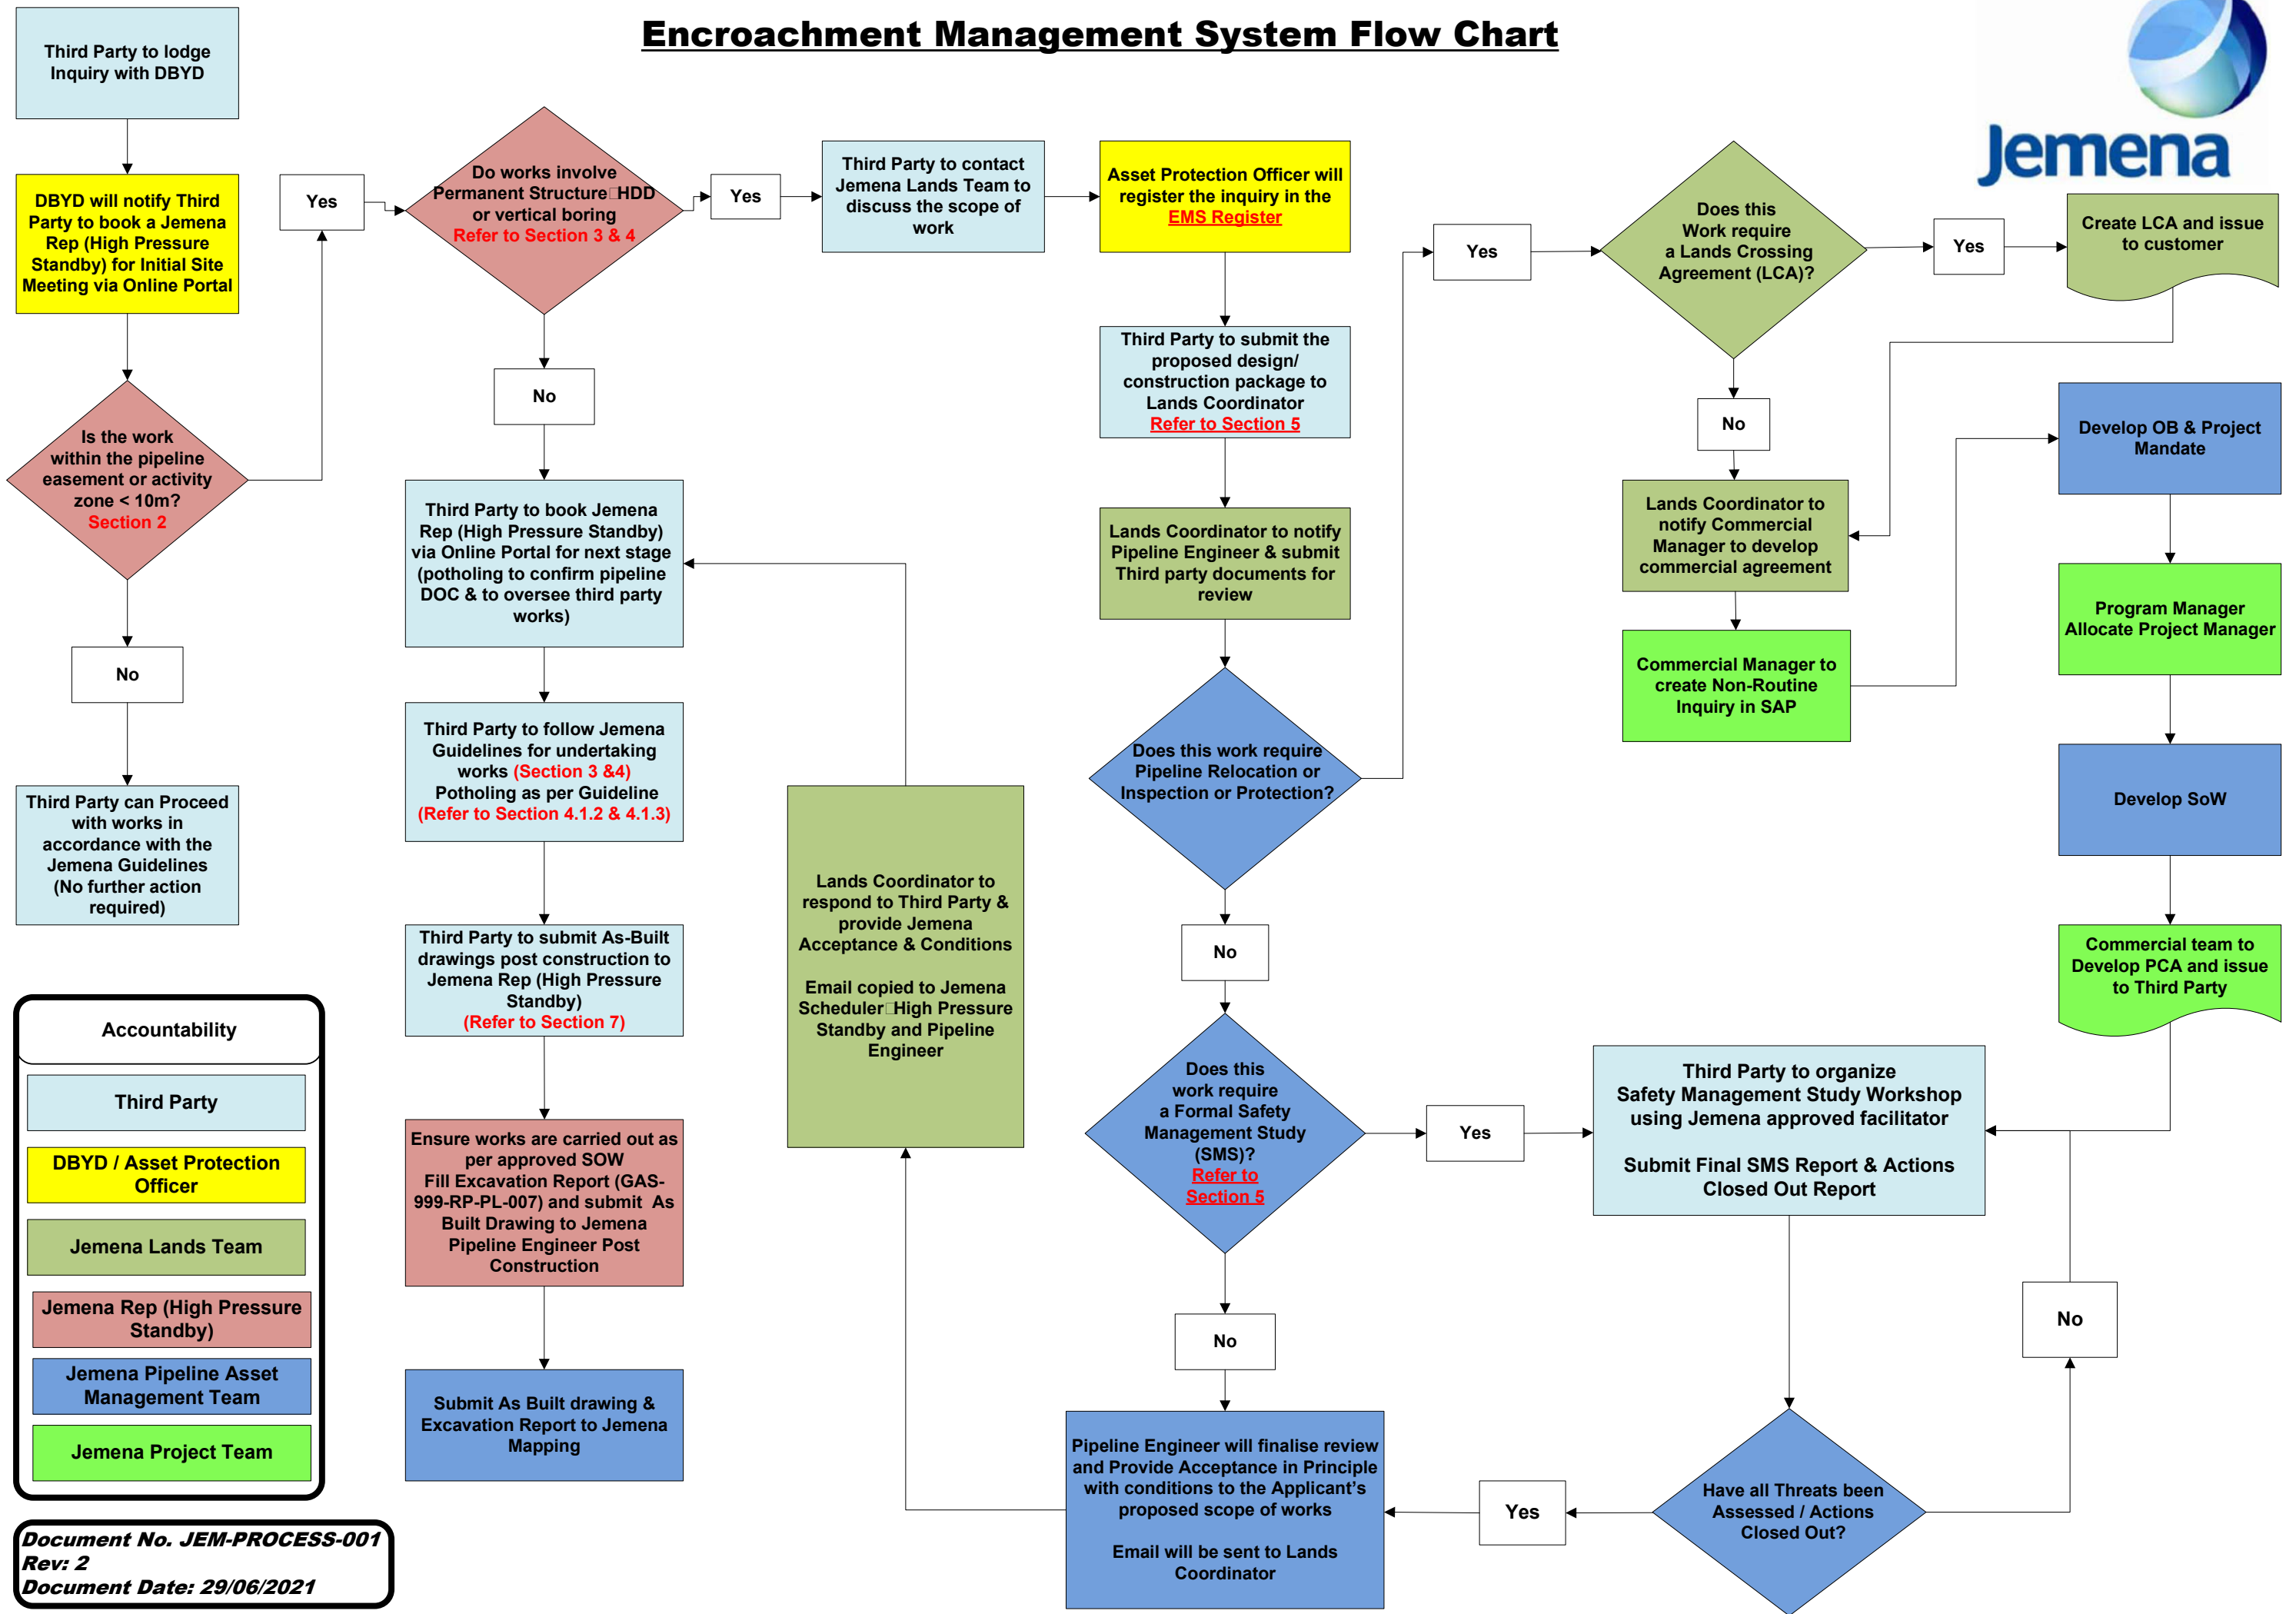 Encroachment Management System Flow Chart
Jemena
Third Party to lodge
Inquiry with DBYD
DBYD will notify Third
Party to book a Jemena
Rep (High Pressure
Standby) for Initial Site
Meeting via Online Portal
Is the work
within the pipeline
easement or activity
zone < 10m?
Section 2
Yes
No
Third Party can Proceed
with works in
accordance with the
Jemena Guidelines
(No further action
required)
Do works involve
Permanent Structure□HDD
or vertical boring
Refer to Section 3 & 4
Yes
No
Third Party to book Jemena
Rep (High Pressure Standby)
via Online Portal for next stage
(potholing to confirm pipeline
DOC & to oversee third party
works)
Third Party to follow Jemena
Guidelines for undertaking
works (Section 3 &4)
Potholing as per Guideline
(Refer to Section 4.1.2 & 4.1.3)
Third Party to submit As-Built
drawings post construction to
Jemena Rep (High Pressure
Standby)
(Refer to Section 7)
Ensure works are carried out as
per approved SOW
Fill Excavation Report (GAS-
999-RP-PL-007) and submit As
Built Drawing to Jemena
Pipeline Engineer Post
Construction
Submit As Built drawing &
Excavation Report to Jemena
Mapping
Third Party to contact
Jemena Lands Team to
discuss the scope of
work
Asset Protection Officer will
register the inquiry in the
EMS Register
Third Party to submit the
proposed design/
construction package to
Lands Coordinator
Refer to Section 5
Lands Coordinator to notify
Pipeline Engineer & submit
Third party documents for
review
Does this work require
Pipeline Relocation or
Inspection or Protection?
Yes
No
Does this
work require
a Formal Safety
Management Study
(SMS)?
Refer to
Section 5
Yes
No
Pipeline Engineer will finalise review
and Provide Acceptance in Principle
with conditions to the Applicant's
proposed scope of works
Email will be sent to Lands
Coordinator
Lands Coordinator to
respond to Third Party &
provide Jemena
Acceptance & Conditions
Email copied to Jemena
Scheduler□High Pressure
Standby and Pipeline
Engineer
Does this
Work require
a Lands Crossing
Agreement (LCA)?
Yes
No
Create LCA and issue
to customer
Lands Coordinator to
notify Commercial
Manager to develop
commercial agreement
Commercial Manager to
create Non-Routine
Inquiry in SAP
Develop OB & Project
Mandate
Program Manager
Allocate Project Manager
Develop SoW
Commercial team to
Develop PCA and issue
to Third Party
Third Party to organize
Safety Management Study Workshop
using Jemena approved facilitator
Submit Final SMS Report & Actions
Closed Out Report
Have all Threats been
Assessed / Actions
Closed Out?
Yes
No
Accountability
Third Party
DBYD / Asset Protection
Officer
Jemena Lands Team
Jemena Rep (High Pressure
Standby)
Jemena Pipeline Asset
Management Team
Jemena Project Team
Document No. JEM-PROCESS-001
Rev: 2
Document Date: 29/06/2021